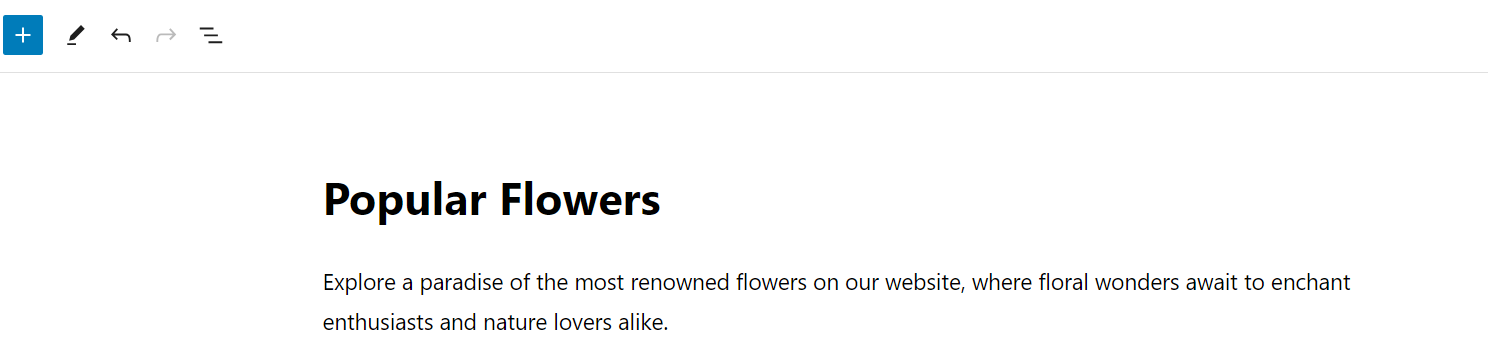 Popular Flowers
Explore a paradise of the most renowned flowers on our website, where floral wonders await to enchant
enthusiasts and nature lovers alike.